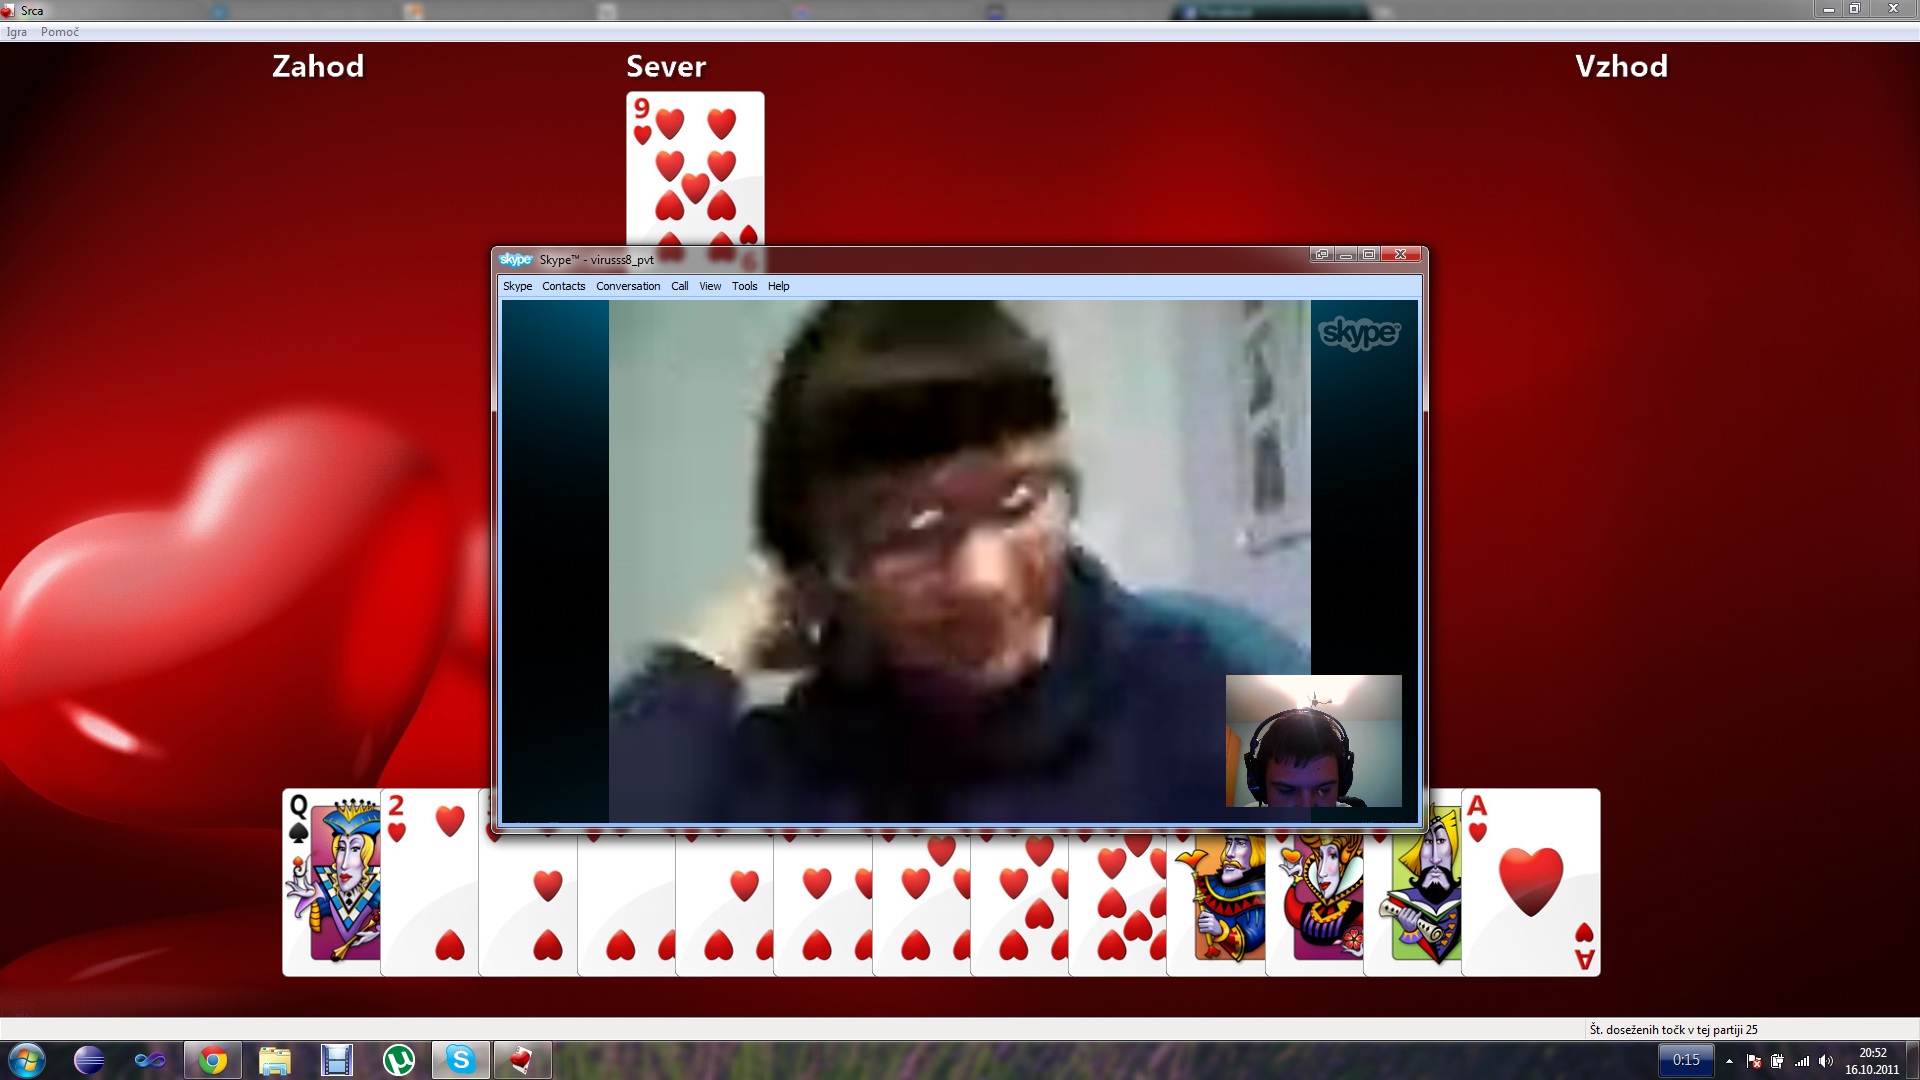 Srca
Igra Pomoč
Zahod Sever Vzhod
9
skype Skype™ - virusss8_pvt
Skype Contacts Conversation Call View Tools Help
skype
Q 2 A
A
Št. doseženih točk v tej partiji 25
0:15 20:52
16.10.2011